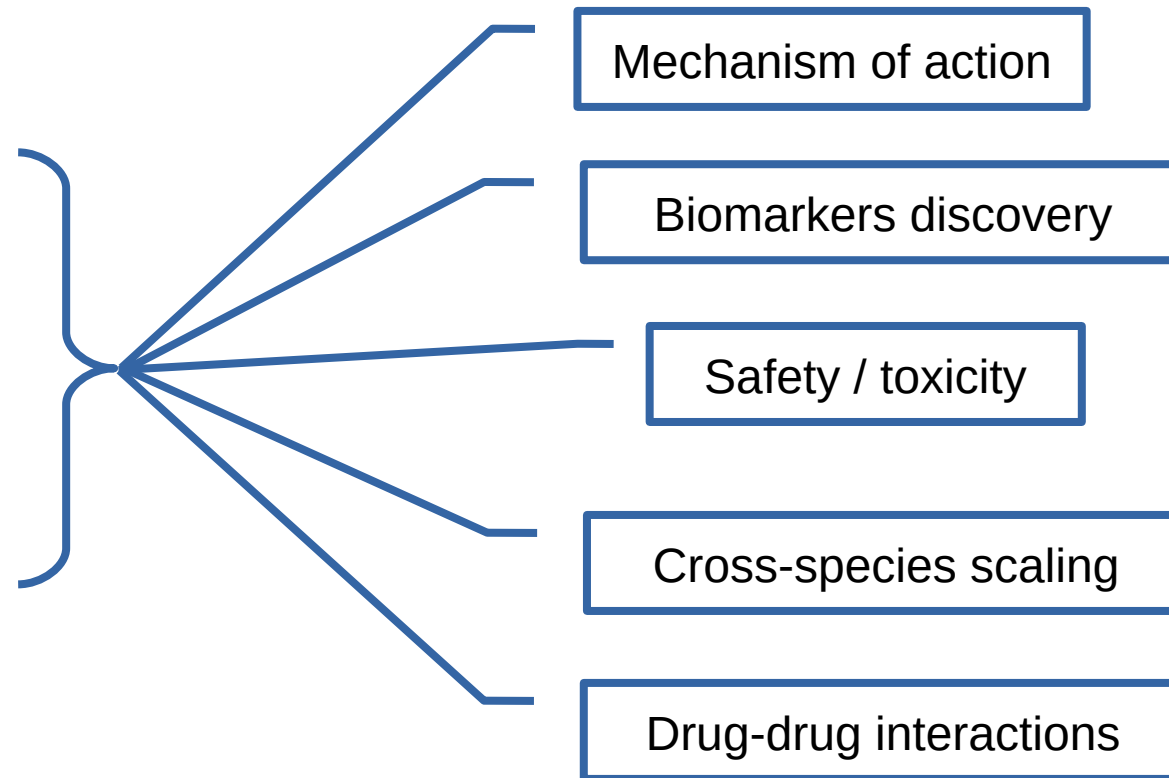 Mechanism of action
Biomarkers discovery
Safety / toxicity
Cross-species scaling
Drug-drug interactions